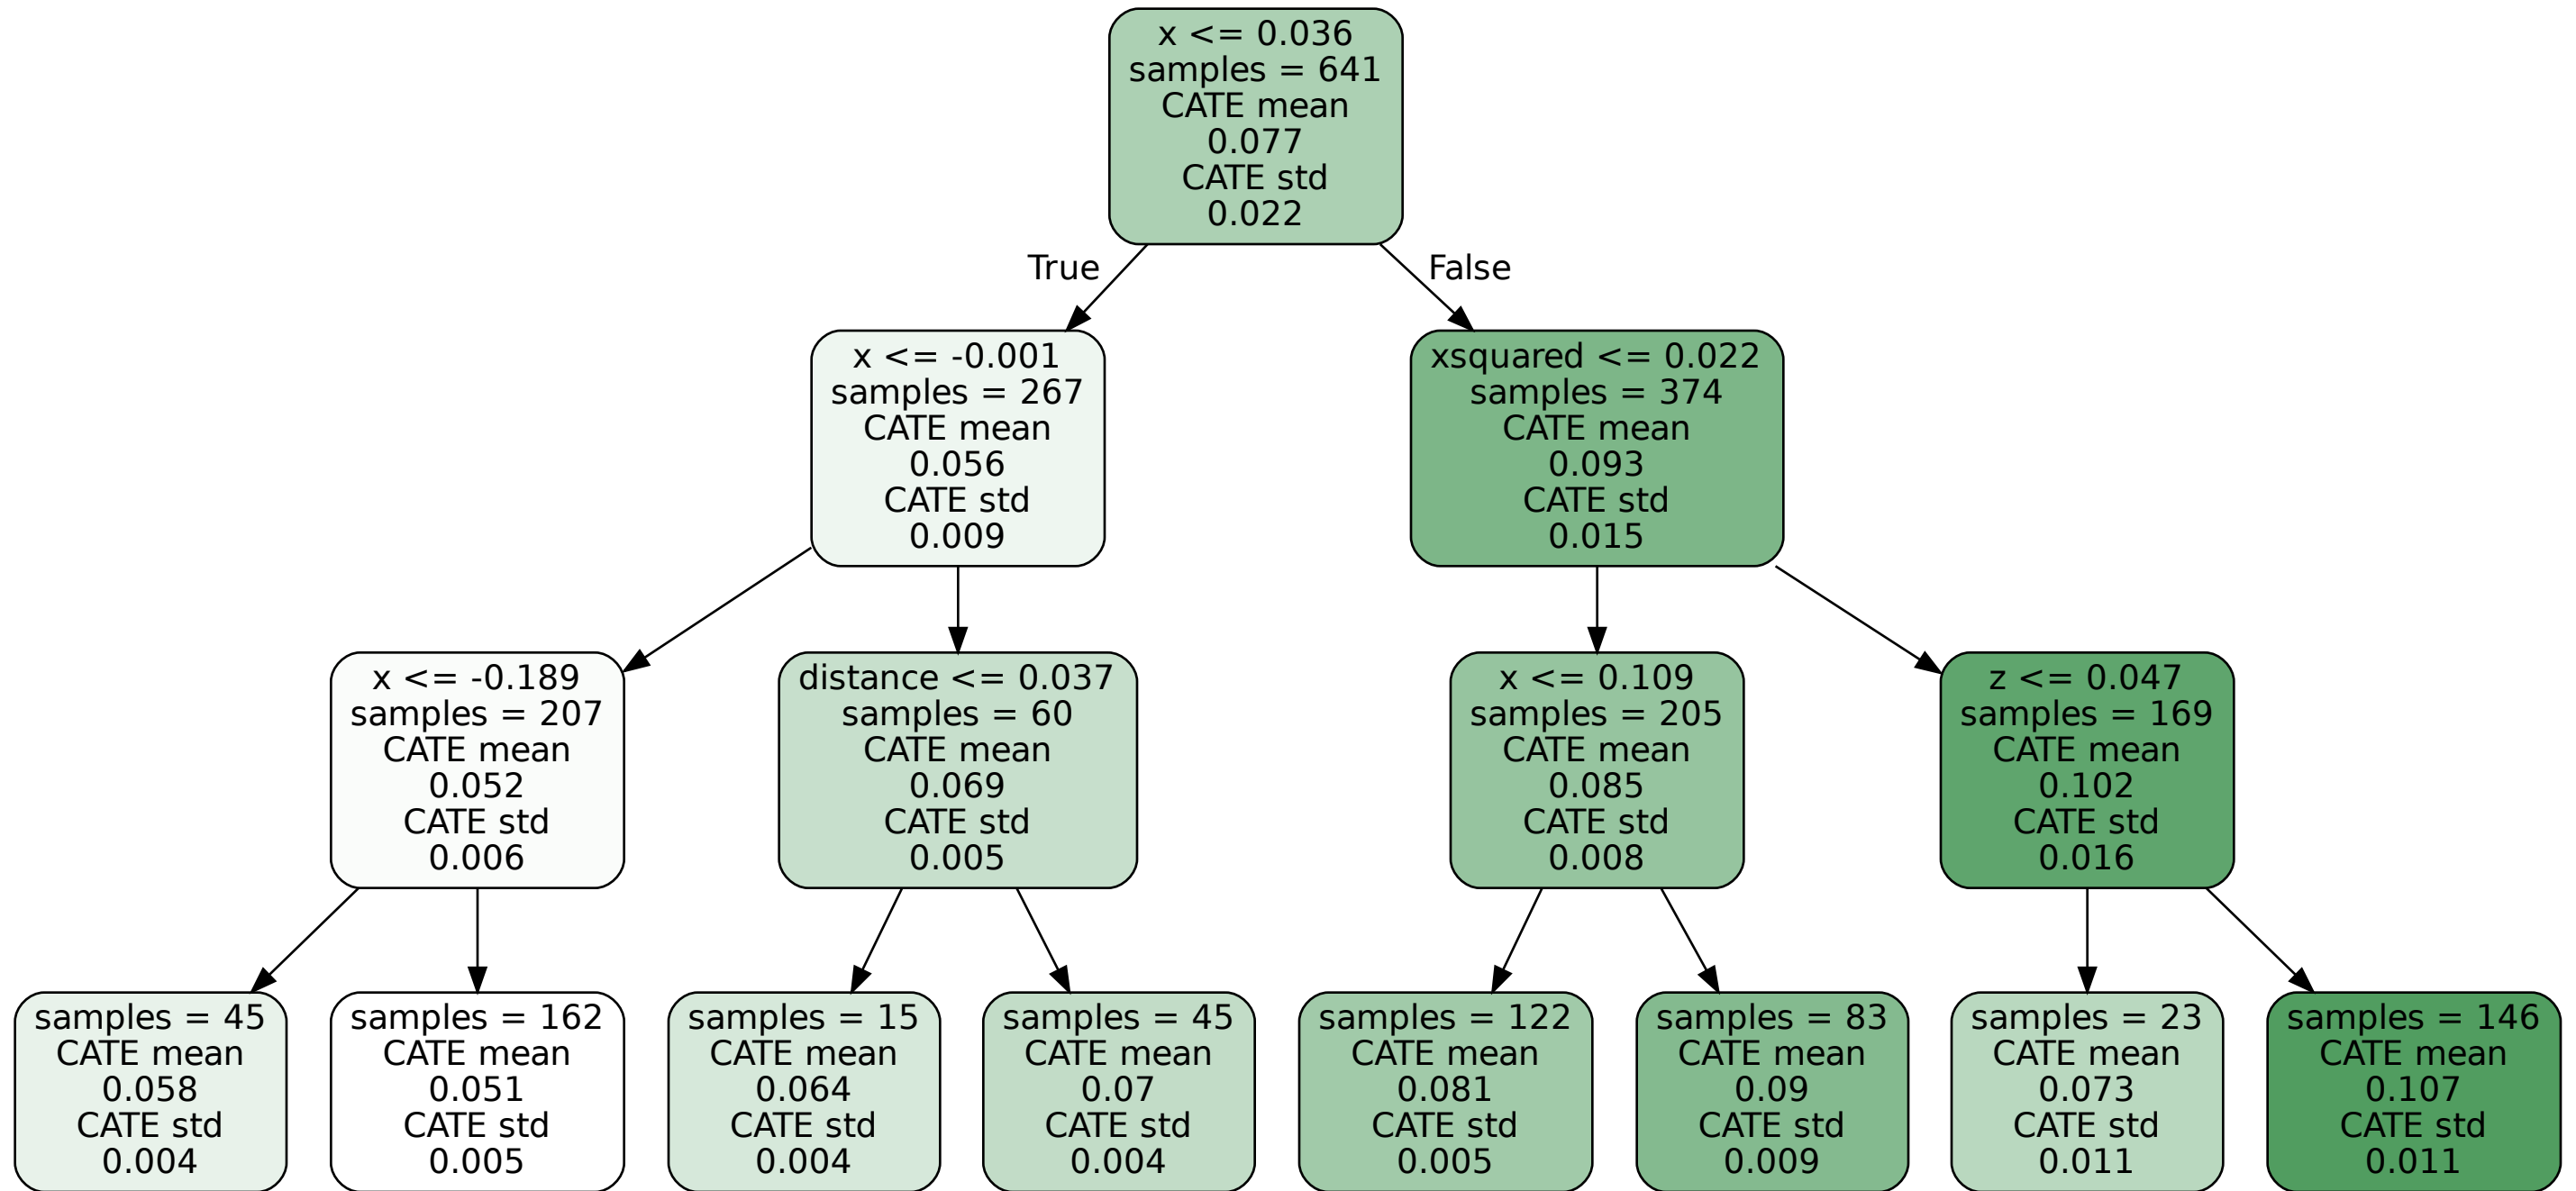 x <= 0.036
samples = 641
CATE mean
0.077
CATE std
0.022
True
False
x <= -0.001
samples = 267
CATE mean
0.056
CATE std
0.009
xsquared <= 0.022
samples = 374
CATE mean
0.093
CATE std
0.015
x <= -0.189
samples = 207
CATE mean
0.052
CATE std
0.006
distance <= 0.037
samples = 60
CATE mean
0.069
CATE std
0.005
x <= 0.109
samples = 205
CATE mean
0.085
CATE std
0.008
z <= 0.047
samples = 169
CATE mean
0.102
CATE std
0.016
samples = 45
CATE mean
0.058
CATE std
0.004
samples = 162
CATE mean
0.051
CATE std
0.005
samples = 15
CATE mean
0.064
CATE std
0.004
samples = 45
CATE mean
0.07
CATE std
0.004
samples = 122
CATE mean
0.081
CATE std
0.005
samples = 83
CATE mean
0.09
CATE std
0.009
samples = 23
CATE mean
0.073
CATE std
0.011
samples = 146
CATE mean
0.107
CATE std
0.011